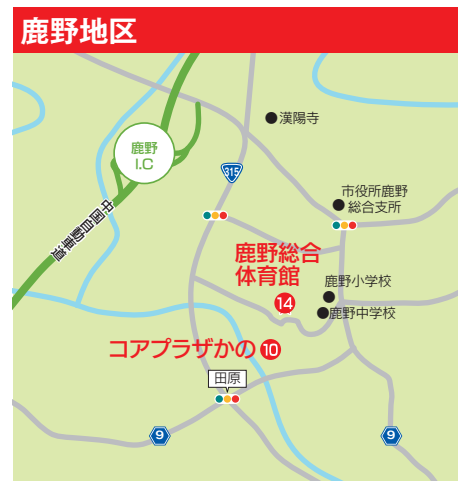 鹿野地区
漢陽寺
鹿野
I.C
315
市役所鹿野
総合支所
中国自動車道
鹿野総合
体育館
14
鹿野小学校
鹿野中学校
コアプラザかの 10
田原
9
9